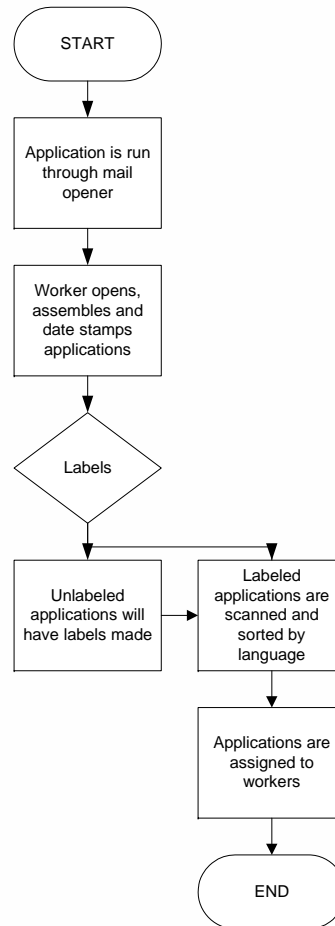 START
Application is run
through mail
opener
Worker opens,
assembles and
date stamps
applications
Labels
Unlabeled
applications will
have labels made
Labeled
applications are
scanned and
sorted by
language
Applications are
assigned to
workers
END